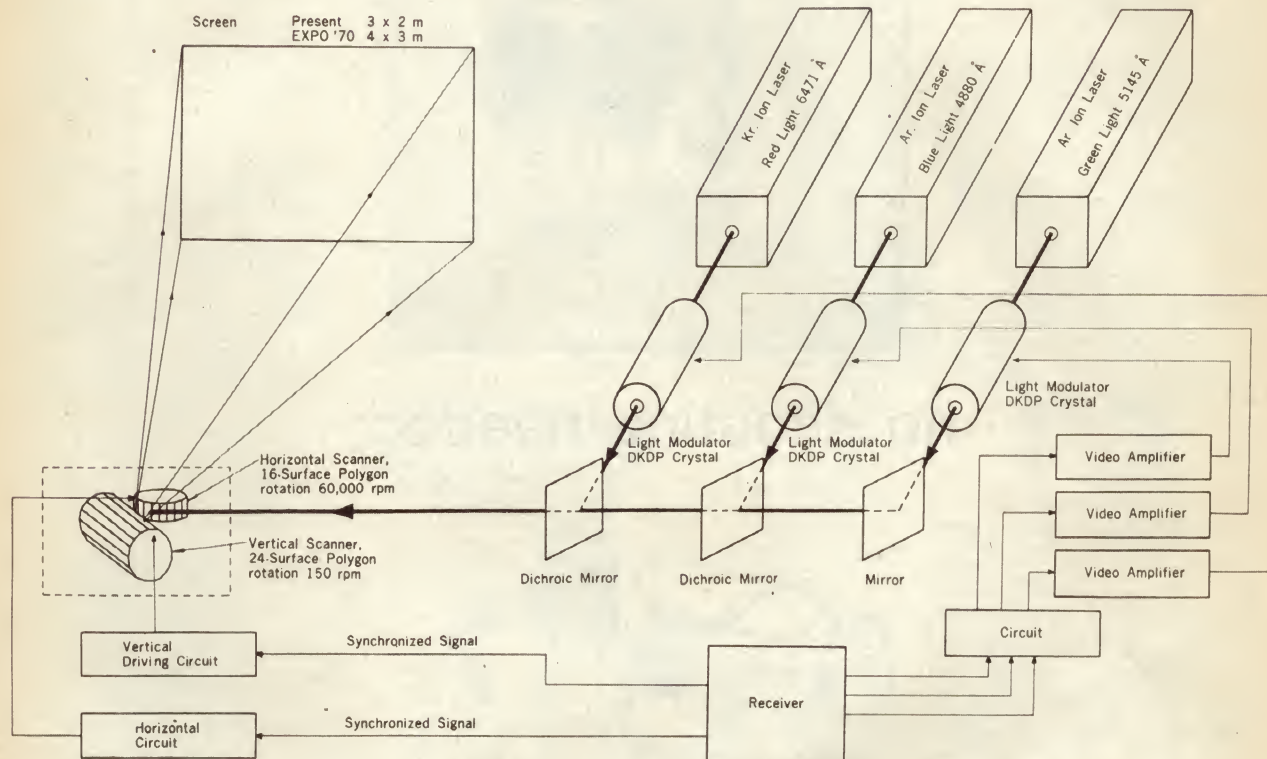 Screen Present 3 x 2 m
EXPO '70 4 x 3 m
Kr. Ion Laser
Red Light 6471 Å
Ar. Ion Laser
Blue Light 4880 Å
Ar Ion Laser
Green Light 5145 Å
Light Modulator
DKDP Crystal
Light Modulator
DKDP Crystal
Light Modulator
DKDP Crystal
Horizontal Scanner,
16-Surface Polygon
rotation 60,000 rpm
Vertical Scanner,
24-Surface Polygon
rotation 150 rpm
Dichroic Mirror
Dichroic Mirror
Mirror
Video Amplifier
Video Amplifier
Video Amplifier
Circuit
Vertical
Driving Circuit
Synchronized Signal
Receiver
Horizontal
Circuit
Synchronized Signal